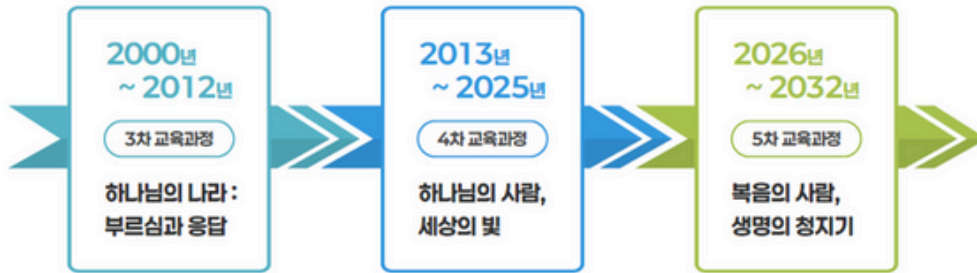 2000년
~ 2012년
3차 교육과정
하나님의 나라 :
부르심과 응답
2013년
~ 2025년
4차 교육과정
하나님의 사람,
세상의 빛
2026년
~ 2032년
5차 교육과정
복음의 사람,
생명의 청지기